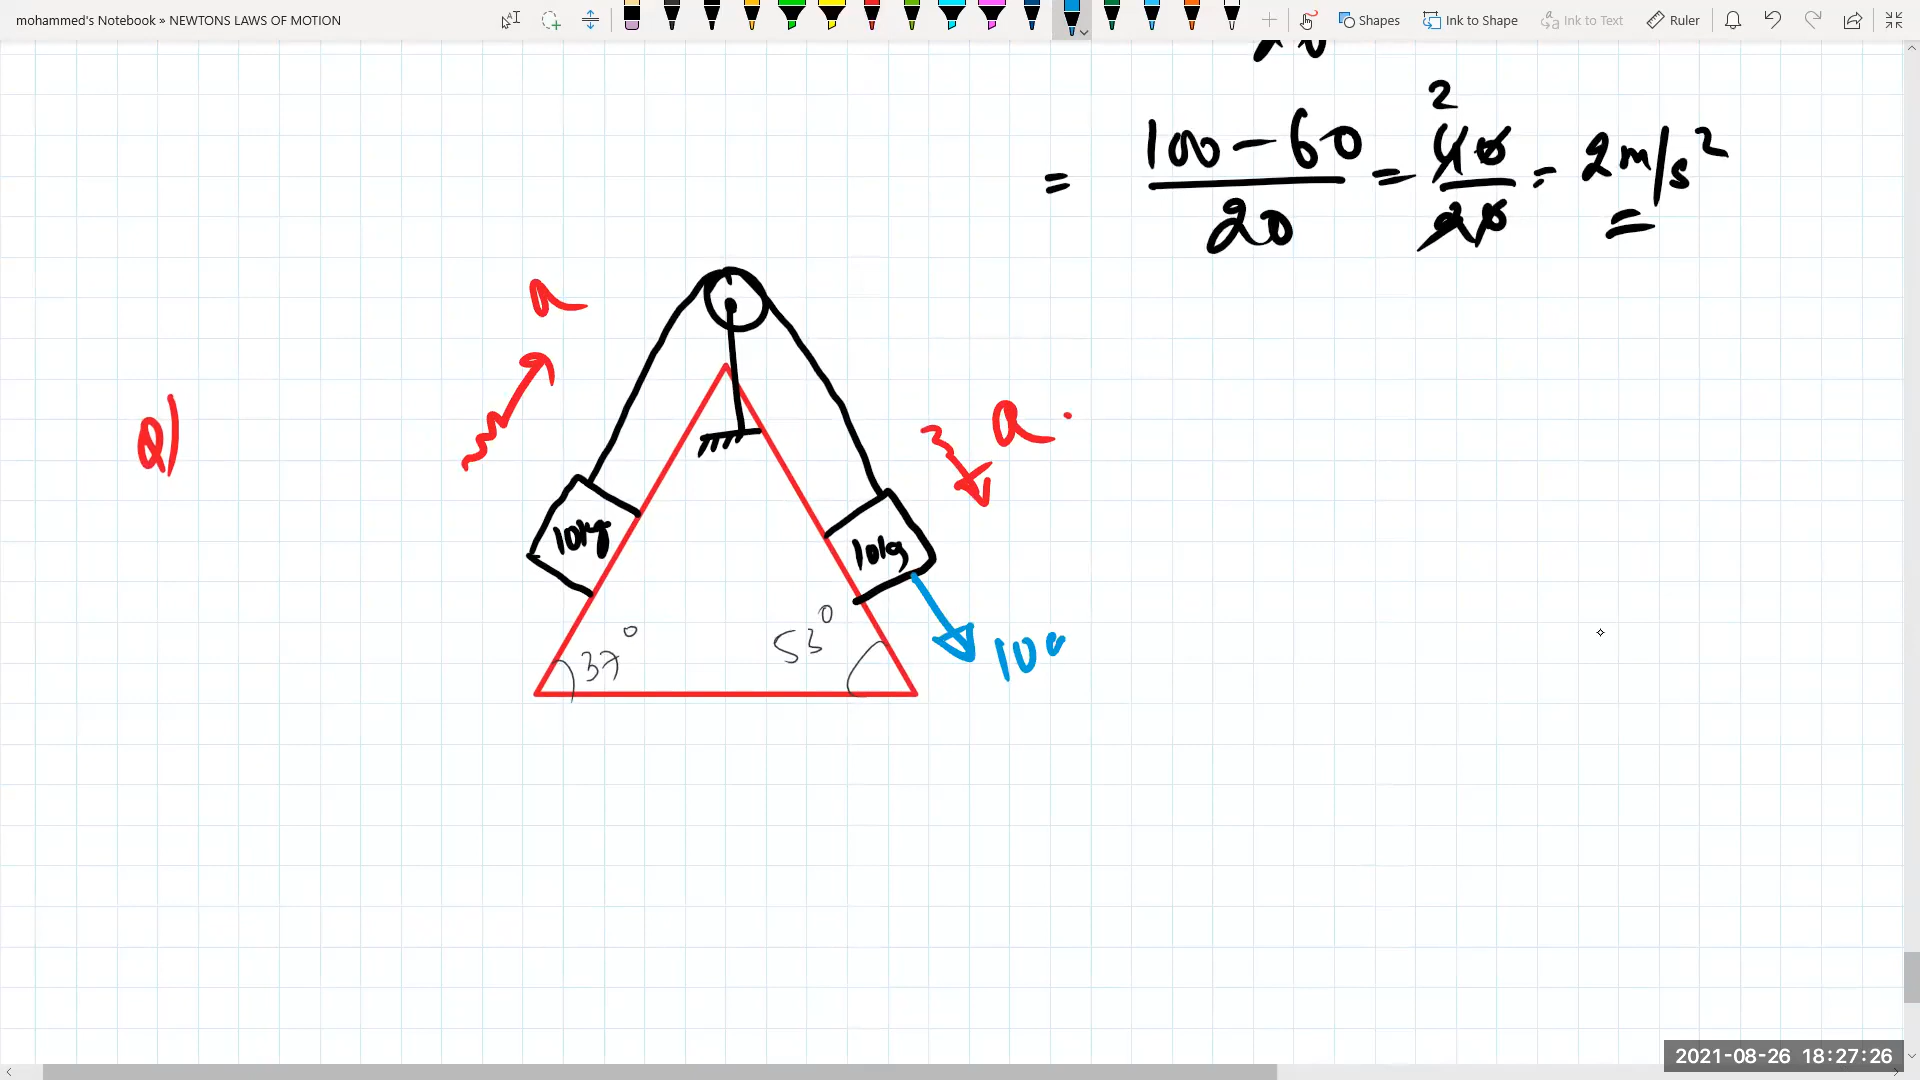 mohammed's Notebook » NEWTONS LAWS OF MOTION
Shapes
Ink to Shape
Ink to Text
Ruler
2
= 100 - 60 / 20 = 40 / 20 = 2 m/s²
a
Q)
a
10kg
10kg
37°
53°
100
2021-08-26 18:27:26